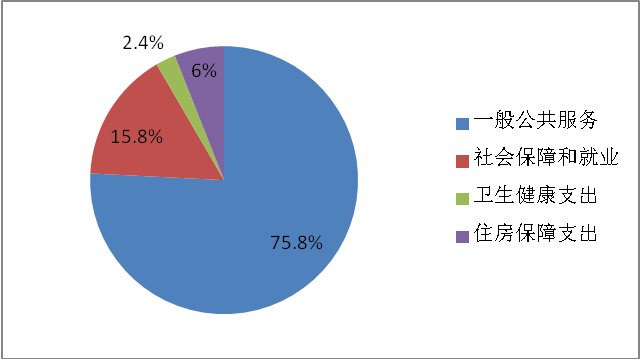 2.4%
6%
15.8%
75.8%
一般公共服务
社会保障和就业
卫生健康支出
住房保障支出